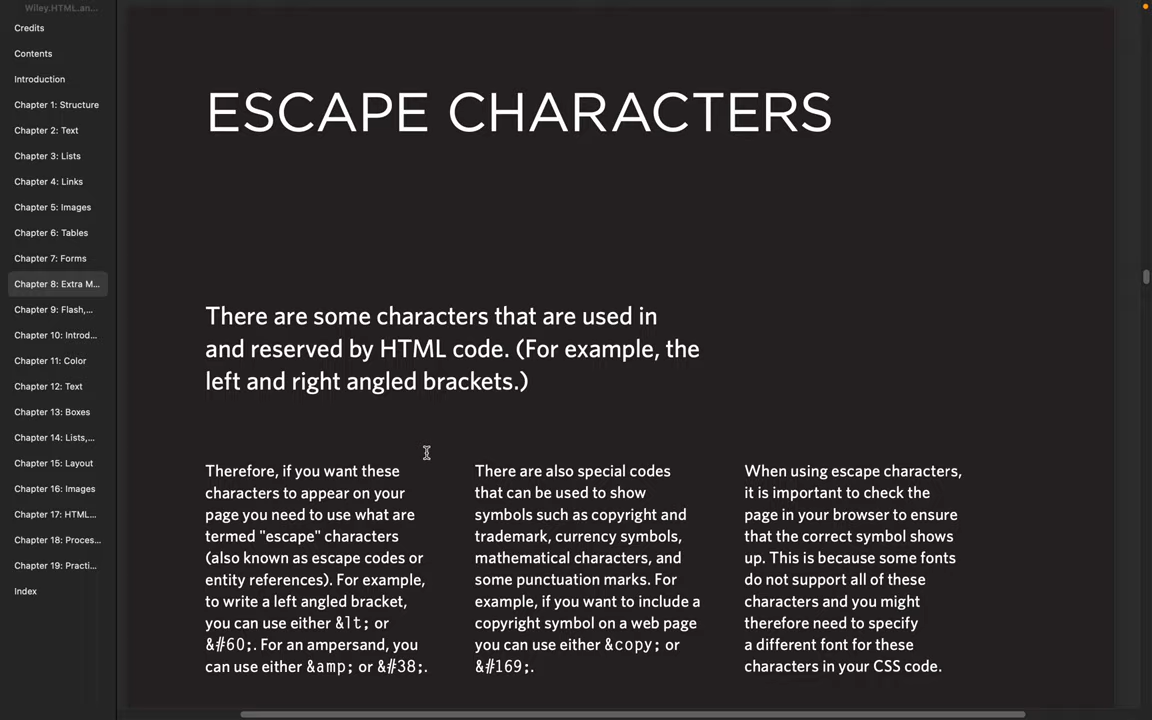 Wiley.HTML.an...
Credits
Contents
Introduction
Chapter 1: Structure
Chapter 2: Text
Chapter 3: Lists
Chapter 4: Links
Chapter 5: Images
Chapter 6: Tables
Chapter 7: Forms
Chapter 8: Extra M...
Chapter 9: Flash,...
Chapter 10: Introd...
Chapter 11: Color
Chapter 12: Text
Chapter 13: Boxes
Chapter 14: Lists,...
Chapter 15: Layout
Chapter 16: Images
Chapter 17: HTML...
Chapter 18: Proces...
Chapter 19: Practi...
Index
ESCAPE CHARACTERS
There are some characters that are used in
and reserved by HTML code. (For example, the
left and right angled brackets.)
Therefore, if you want these
characters to appear on your
page you need to use what are
termed "escape" characters
(also known as escape codes or
entity references). For example,
to write a left angled bracket,
you can use either &lt; or
&#60;. For an ampersand, you
can use either &amp; or &#38;.
There are also special codes
that can be used to show
symbols such as copyright and
trademark, currency symbols,
mathematical characters, and
some punctuation marks. For
example, if you want to include a
copyright symbol on a web page
you can use either &copy; or
&#169;.
When using escape characters,
it is important to check the
page in your browser to ensure
that the correct symbol shows
up. This is because some fonts
do not support all of these
characters and you might
therefore need to specify
a different font for these
characters in your CSS code.